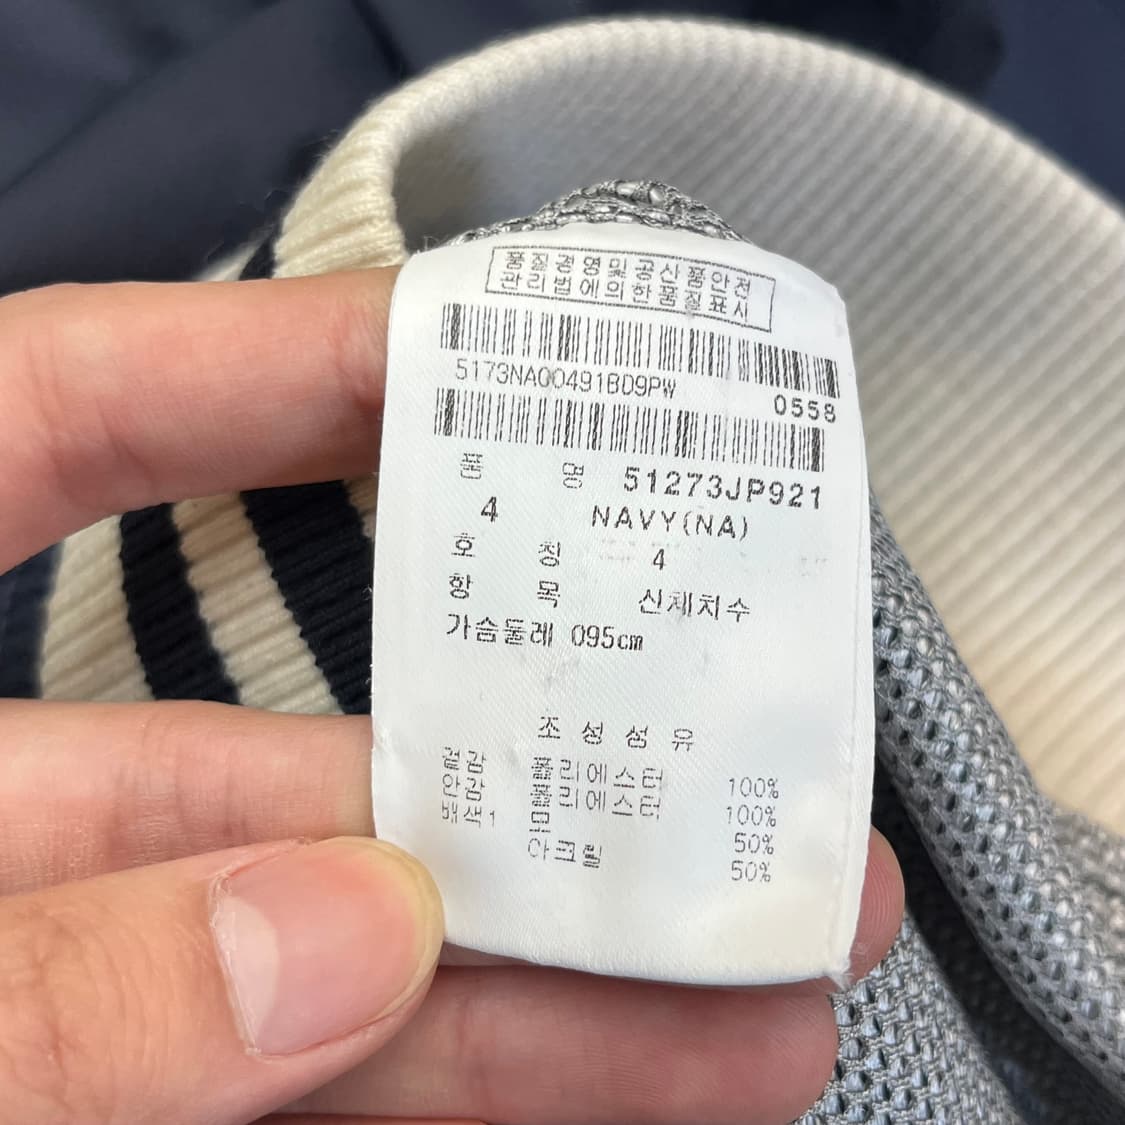 품질경영및공산품안전
관리법에의한품질표시
5173NA00491BD9PW
0558
품 명 51273JP921
4 NAVY(NA)
호 칭 4
항 목 신체치수
가슴둘레 095cm
조성섬유
겉감 폴리에스터 100%
안감 폴리에스터 100%
배색1 모 50%
아크릴 50%